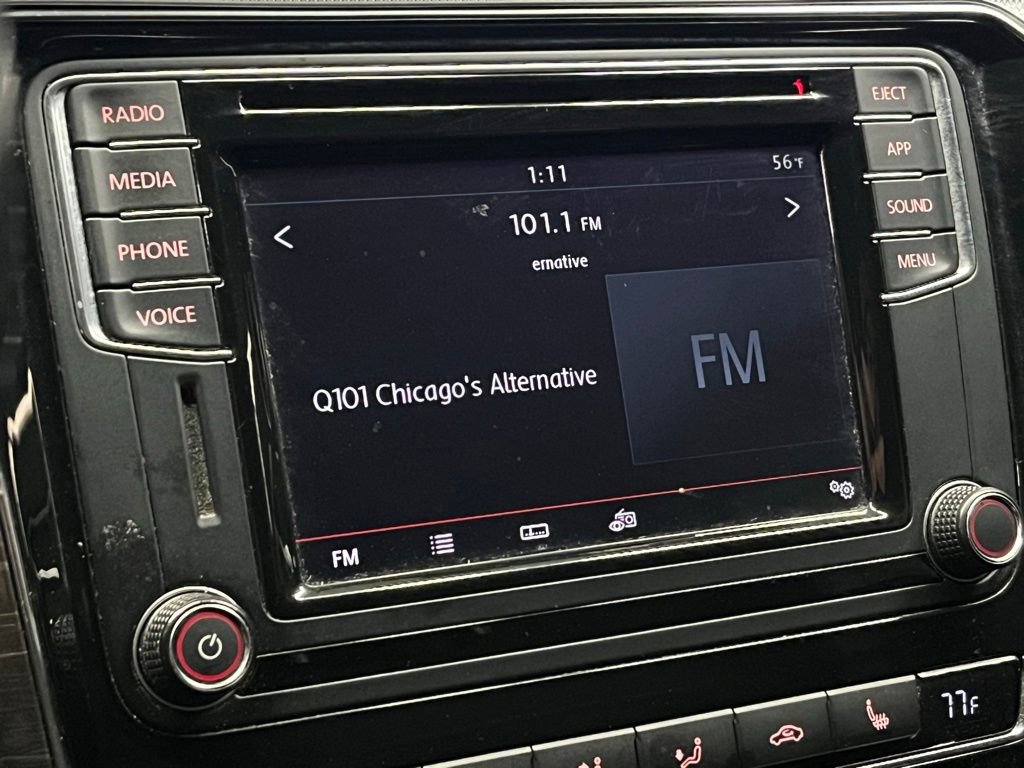 RADIO
MEDIA
PHONE
VOICE
1:11
56°F
< 101.1 FM >
ernative
Q101 Chicago's Alternative
FM
FM
EJECT
APP
SOUND
MENU
77F